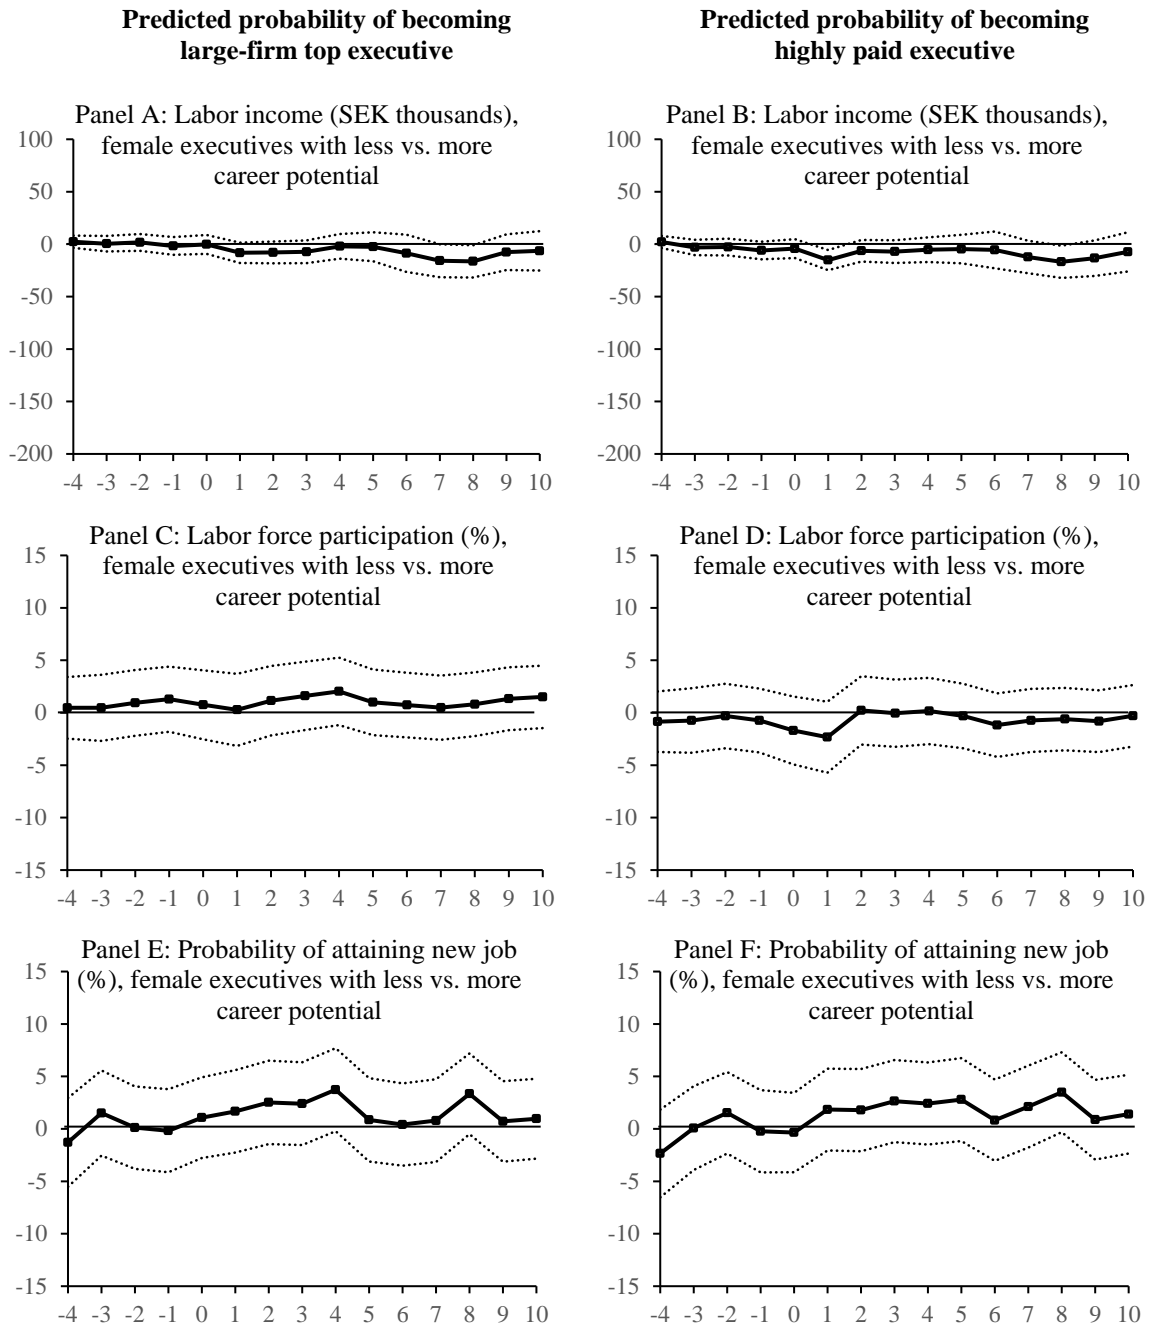 Predicted probability of becoming
large-firm top executive
Predicted probability of becoming
highly paid executive
Panel A: Labor income (SEK thousands),
female executives with less vs. more
career potential
100
50
0
-50
-100
-150
-200
-4 -3 -2 -1 0 1 2 3 4 5 6 7 8 9 10
Panel B: Labor income (SEK thousands),
female executives with less vs. more
career potential
100
50
0
-50
-100
-150
-200
-4 -3 -2 -1 0 1 2 3 4 5 6 7 8 9 10
Panel C: Labor force participation (%),
female executives with less vs. more
career potential
15
10
5
0
-5
-10
-15
-4 -3 -2 -1 0 1 2 3 4 5 6 7 8 9 10
Panel D: Labor force participation (%),
female executives with less vs. more
career potential
15
10
5
0
-5
-10
-15
-4 -3 -2 -1 0 1 2 3 4 5 6 7 8 9 10
Panel E: Probability of attaining new job
(%), female executives with less vs. more
career potential
15
10
5
0
-5
-10
-15
-4 -3 -2 -1 0 1 2 3 4 5 6 7 8 9 10
Panel F: Probability of attaining new job
(%), female executives with less vs. more
career potential
15
10
5
0
-5
-10
-15
-4 -3 -2 -1 0 1 2 3 4 5 6 7 8 9 10